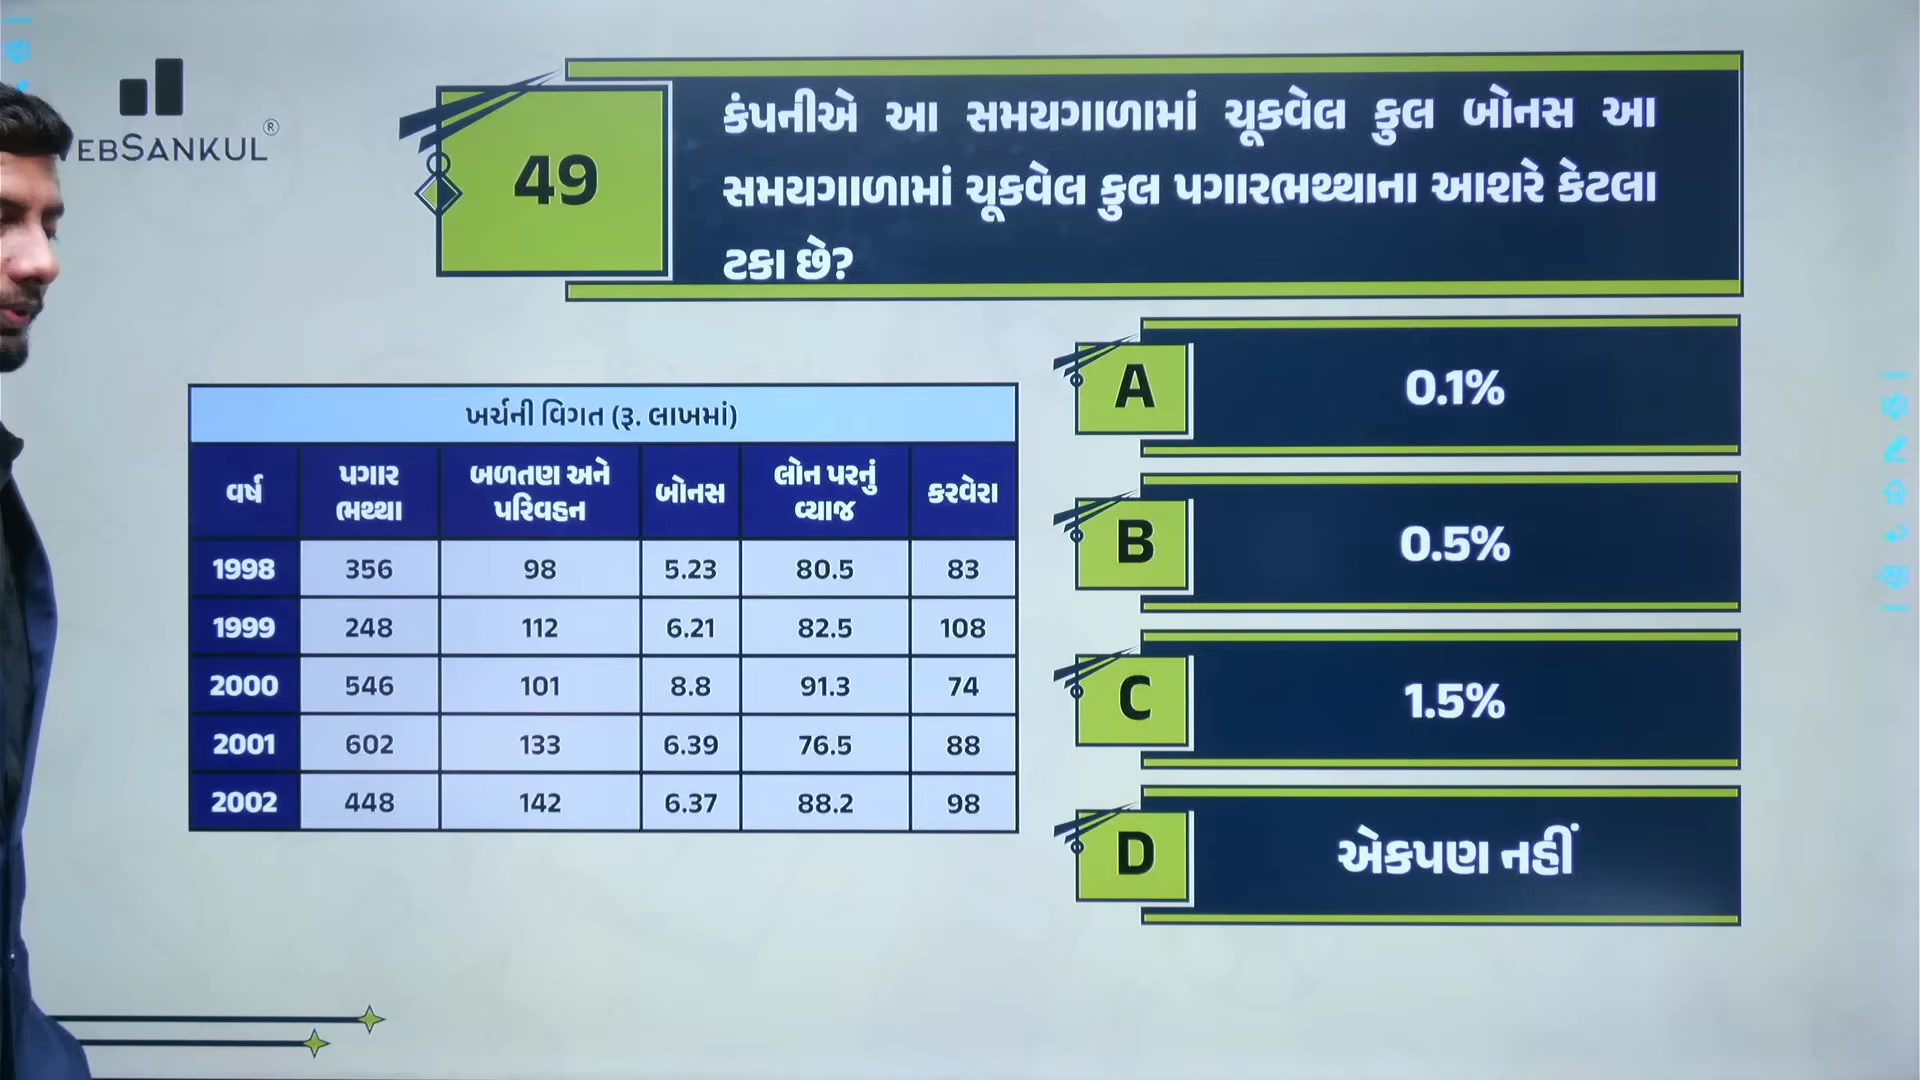 WEBSANKUL®
49
કંપનીએ આ સમયગાળામાં ચૂકવેલ કુલ બોનસ આ
સમયગાળામાં ચૂકવેલ કુલ પગારભથ્થાના આશરે કેટલા
ટકા છે?
ખર્ચની વિગત (રૂ. લાખમાં)
વર્ષ પગાર ભથ્થા બળતણ અને પરિવહન બોનસ લોન પરનું વ્યાજ કરવેરા
1998 356 98 5.23 80.5 83
1999 248 112 6.21 82.5 108
2000 546 101 8.8 91.3 74
2001 602 133 6.39 76.5 88
2002 448 142 6.37 88.2 98
A 0.1%
B 0.5%
C 1.5%
D એકપણ નહીં